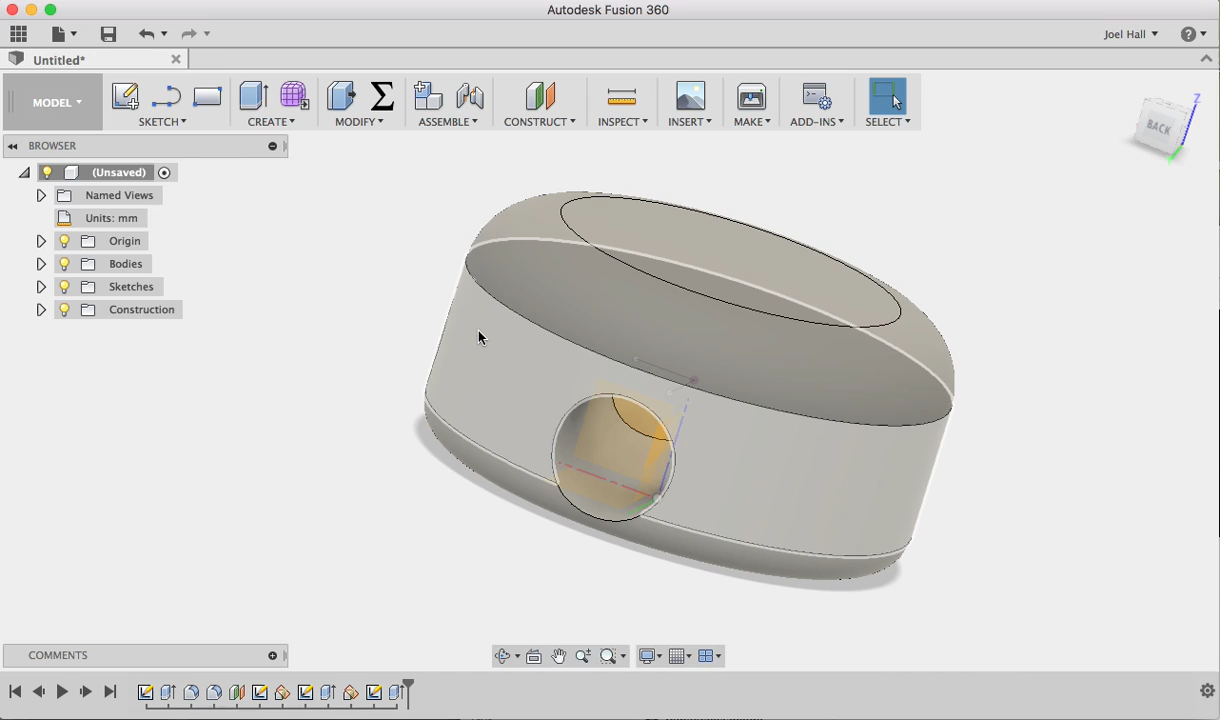 Autodesk Fusion 360
Joel Hall
Untitled*
MODEL
SKETCH
CREATE
MODIFY
ASSEMBLE
CONSTRUCT
INSPECT
INSERT
MAKE
ADD-INS
SELECT
BROWSER
(Unsaved)
Named Views
Units: mm
Origin
Bodies
Sketches
Construction
Z
BACK
COMMENTS